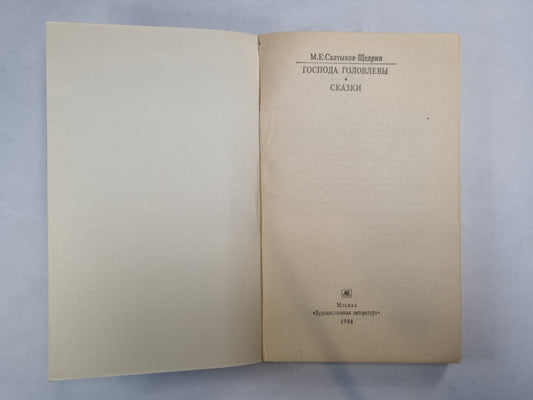 М.Е.Салтыков-Щедрин
ГОСПОДА ГОЛОВЛЕВЫ
СКАЗКИ
Москва
«Художественная литература»
1984